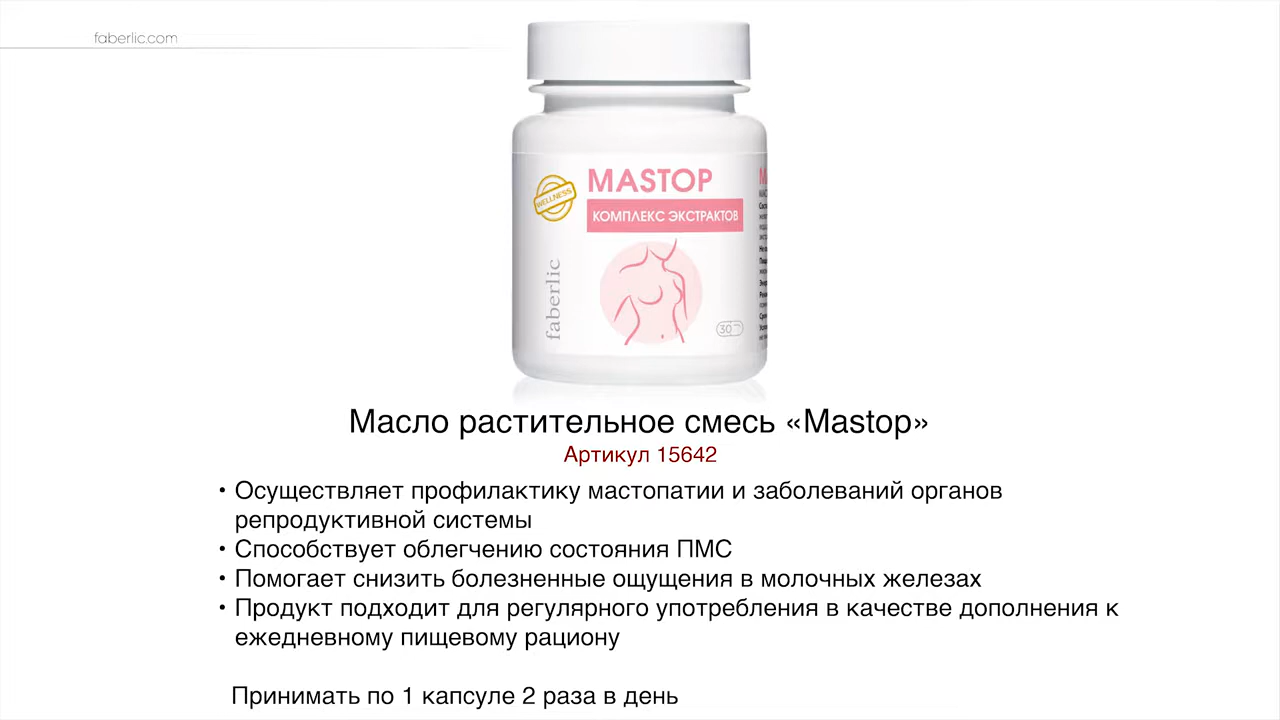 faberlic.com
WELLNESS
MASTOP
КОМПЛЕКС ЭКСТРАКТОВ
faberlic
30
Масло растительное смесь «Mastop»
Артикул 15642
• Осуществляет профилактику мастопатии и заболеваний органов
репродуктивной системы
• Способствует облегчению состояния ПМС
• Помогает снизить болезненные ощущения в молочных железах
• Продукт подходит для регулярного употребления в качестве дополнения к
ежедневному пищевому рациону
Принимать по 1 капсуле 2 раза в день